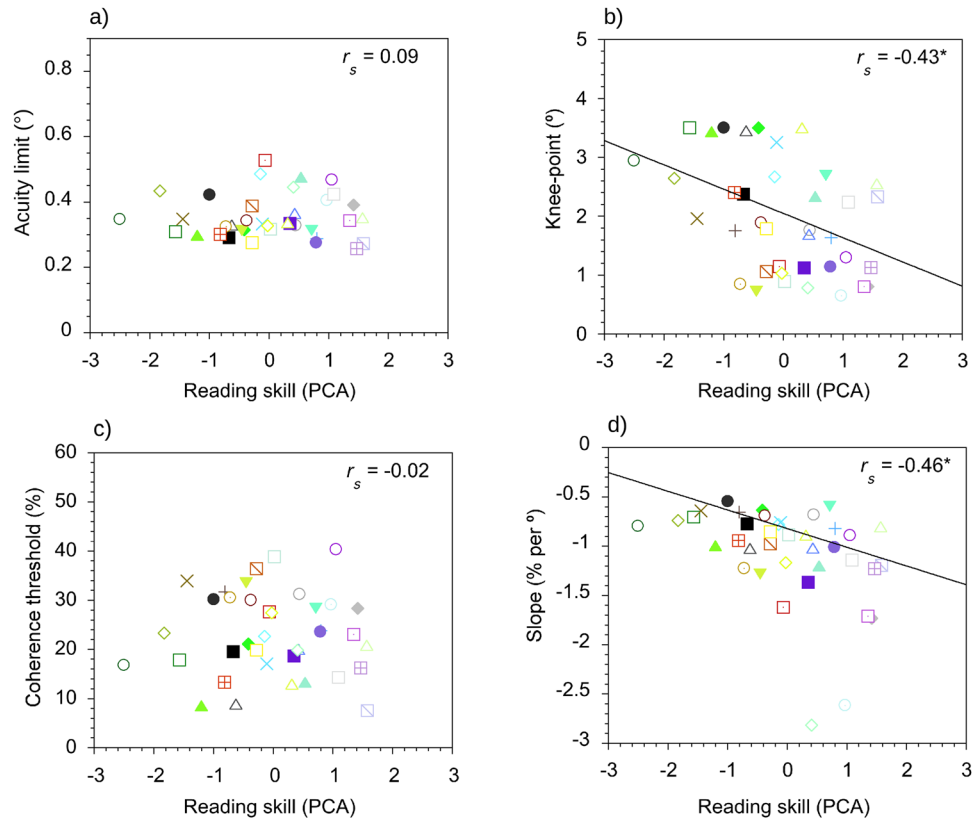 a)
r_s = 0.09
Acuity limit (°)
0.8
0.6
0.4
0.2
0
-3 -2 -1 0 1 2 3
Reading skill (PCA)
b)
r_s = -0.43*
Knee-point (º)
5
4
3
2
1
0
-3 -2 -1 0 1 2 3
Reading skill (PCA)
c)
r_s = -0.02
Coherence threshold (%)
60
50
40
30
20
10
0
-3 -2 -1 0 1 2 3
Reading skill (PCA)
d)
r_s = -0.46*
Slope (% per º)
0
-0.5
-1
-1.5
-2
-2.5
-3
-3 -2 -1 0 1 2 3
Reading skill (PCA)